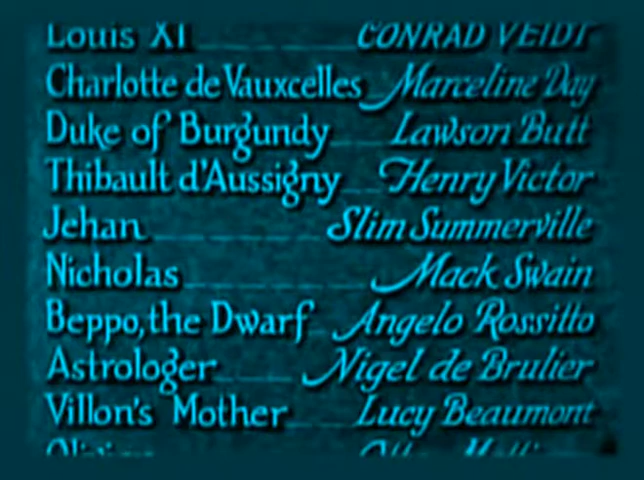 Louis XI CONRAD VEIDT
Charlotte de Vauxcelles Marceline Day
Duke of Burgundy Lawson Butt
Thibault d'Aussigny Henry Victor
Jehan Slim Summerville
Nicholas Mack Swain
Beppo, the Dwarf Angelo Rossitto
Astrologer Nigel de Brulier
Villon's Mother Lucy Beaumont